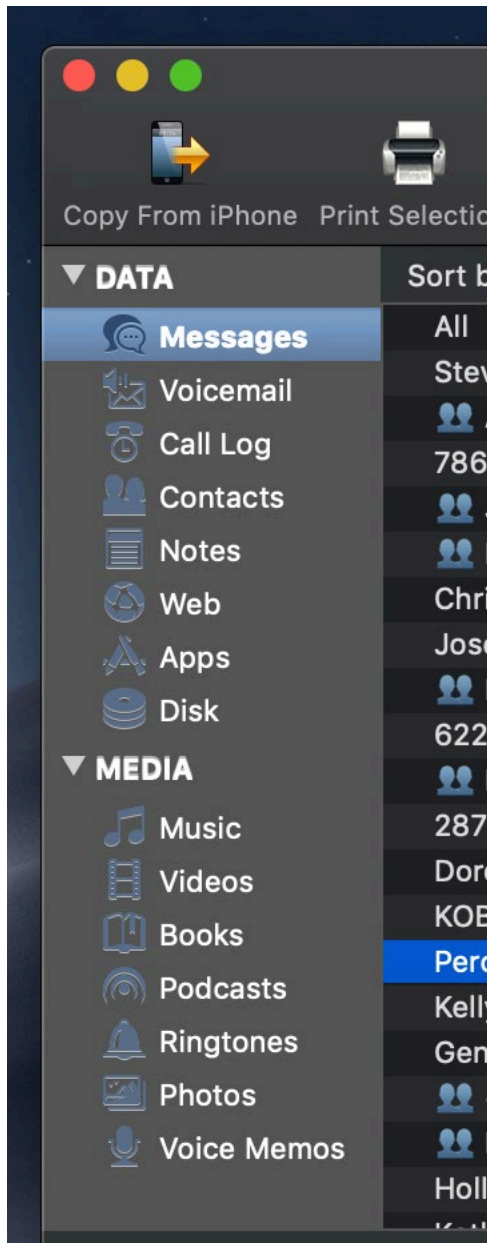 Copy From iPhone Print Selectio
DATA
Messages
Voicemail
Call Log
Contacts
Notes
Web
Apps
Disk
MEDIA
Music
Videos
Books
Podcasts
Ringtones
Photos
Voice Memos
Sort b
All
Stev
786
Chri
Jose
622
287
Dore
KOB
Perc
Kelly
Gen
Holl